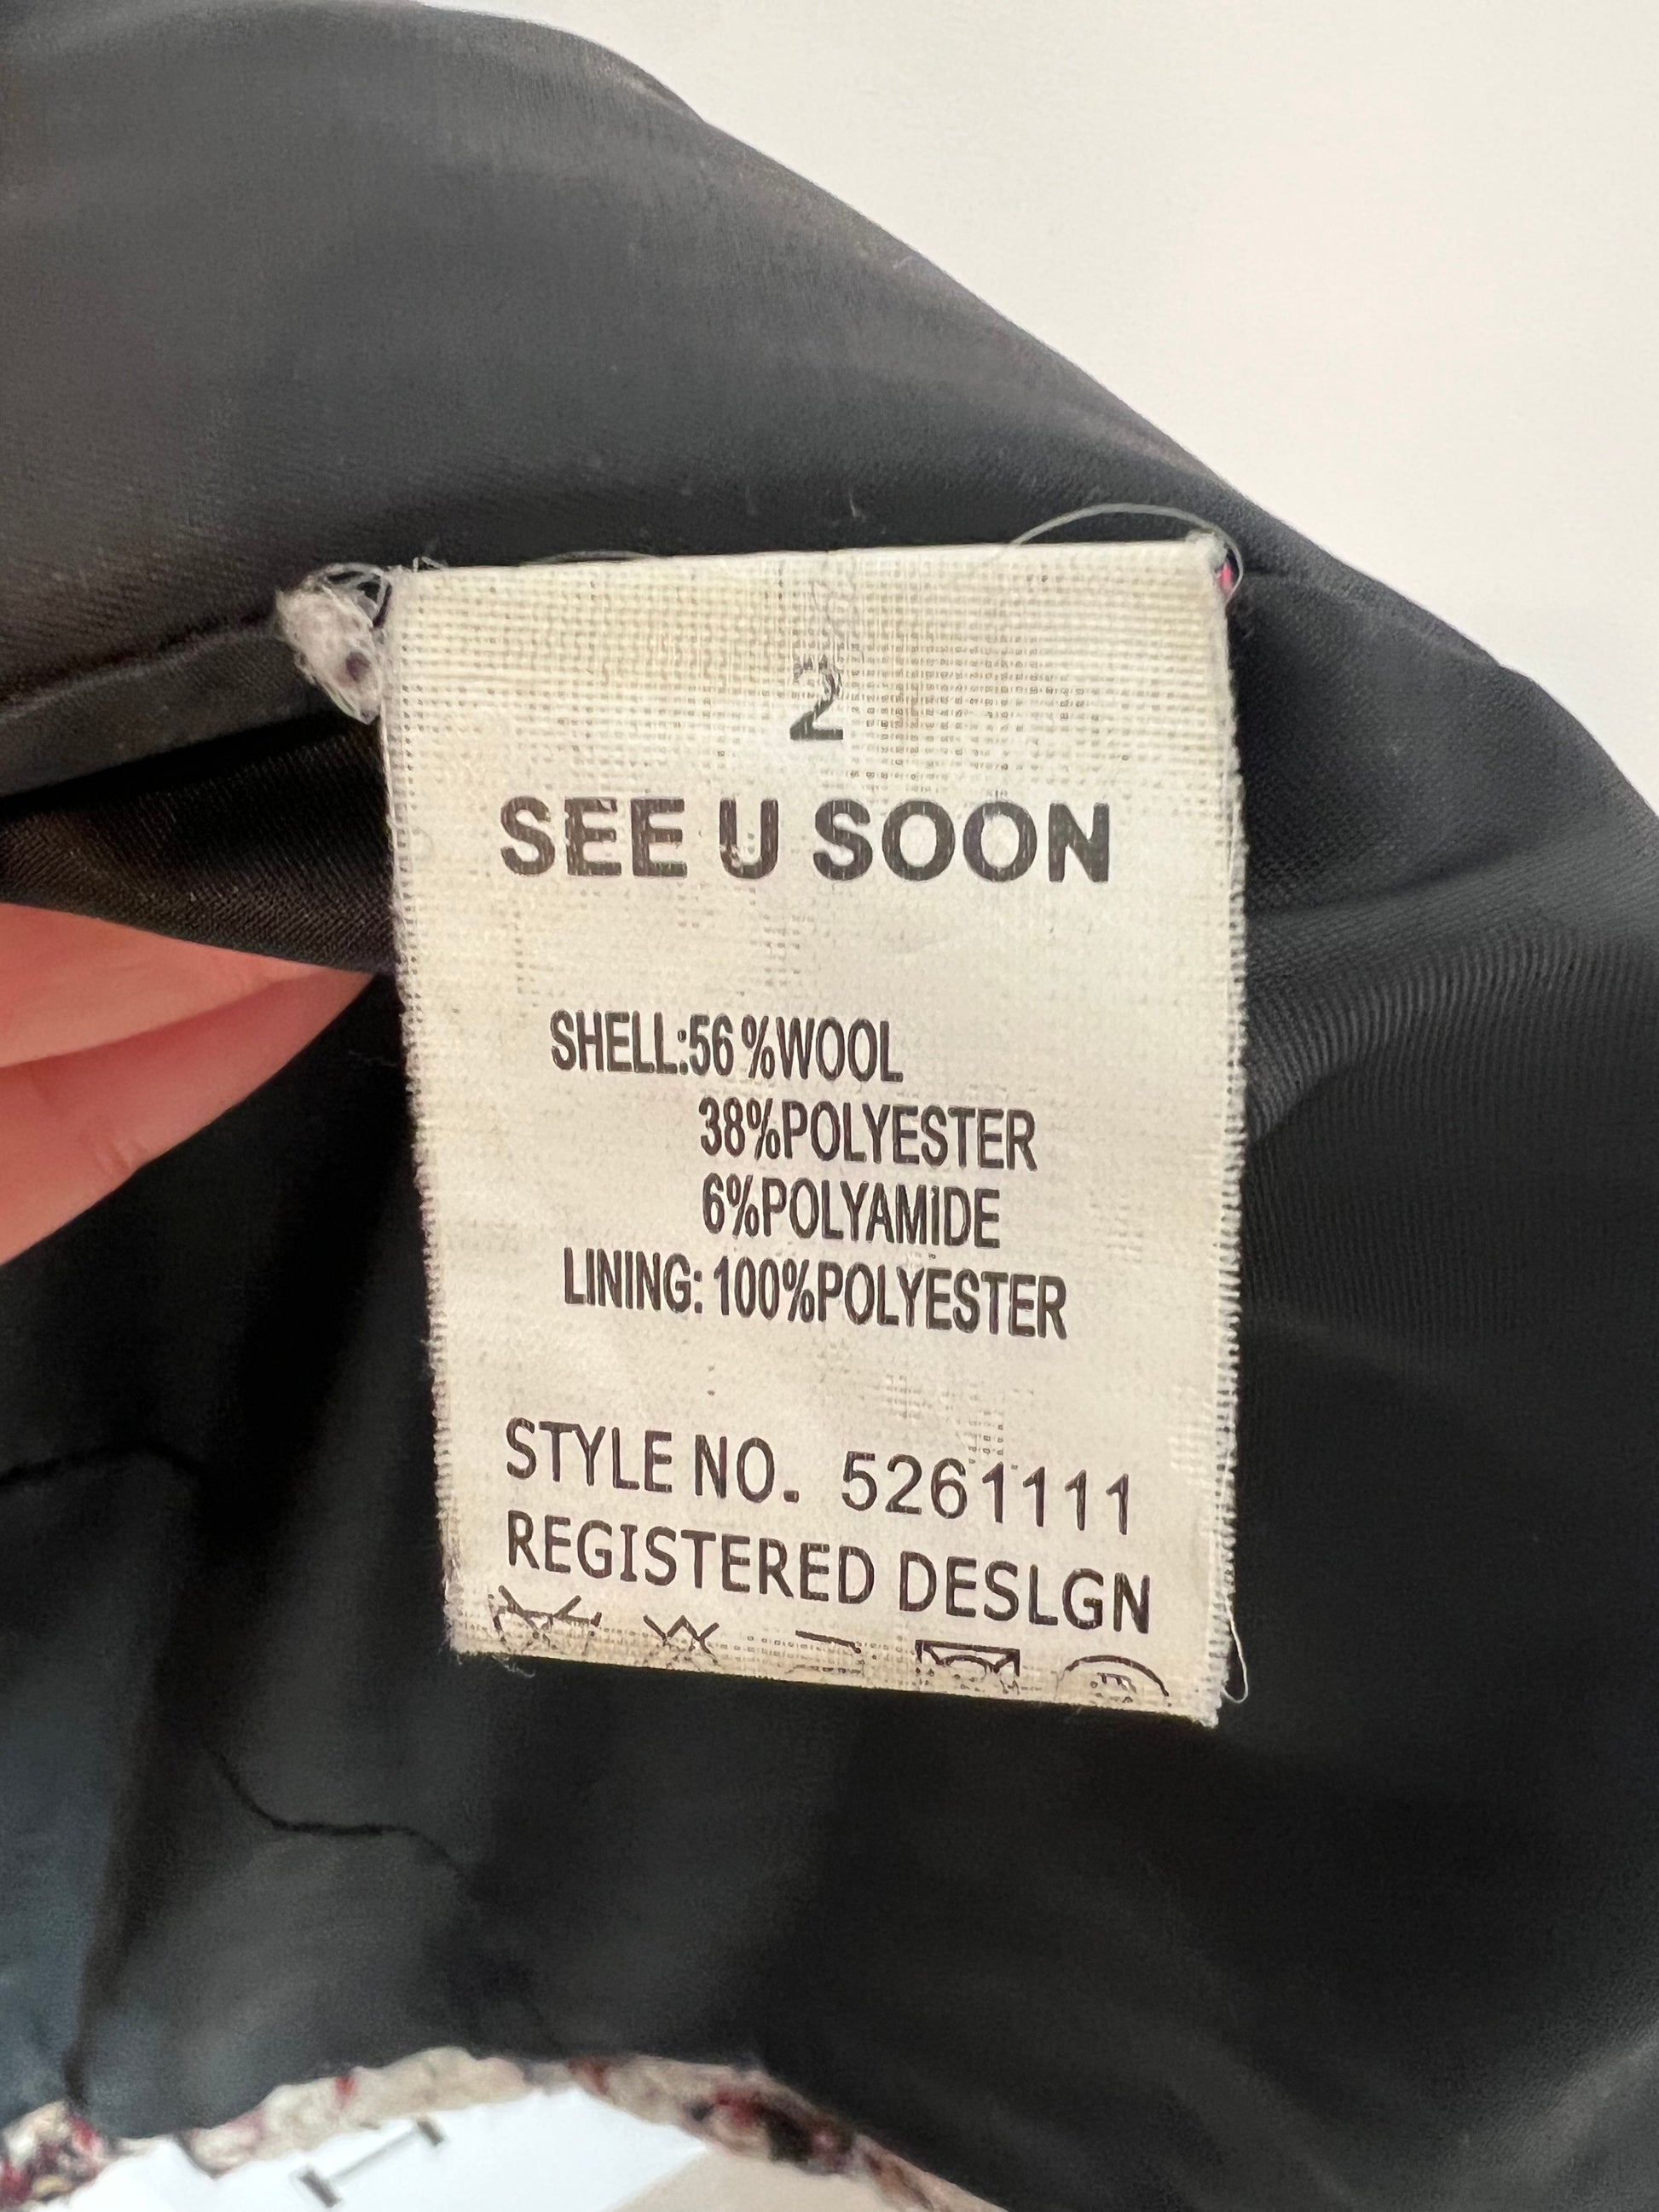 2
SEE U SOON
SHELL:56%WOOL
38%POLYESTER
6%POLYAMIDE
LINING: 100%POLYESTER
STYLE NO. 5261111
REGISTERED DESLGN